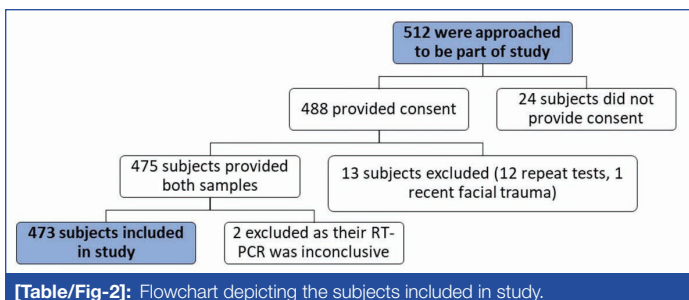 512 were approached
to be part of study
488 provided consent
24 subjects did not
provide consent
475 subjects provided
both samples
13 subjects excluded (12 repeat tests, 1
recent facial trauma)
473 subjects included
in study
2 excluded as their RT-
PCR was inconclusive
[Table/Fig-2]: Flowchart depicting the subjects included in study.